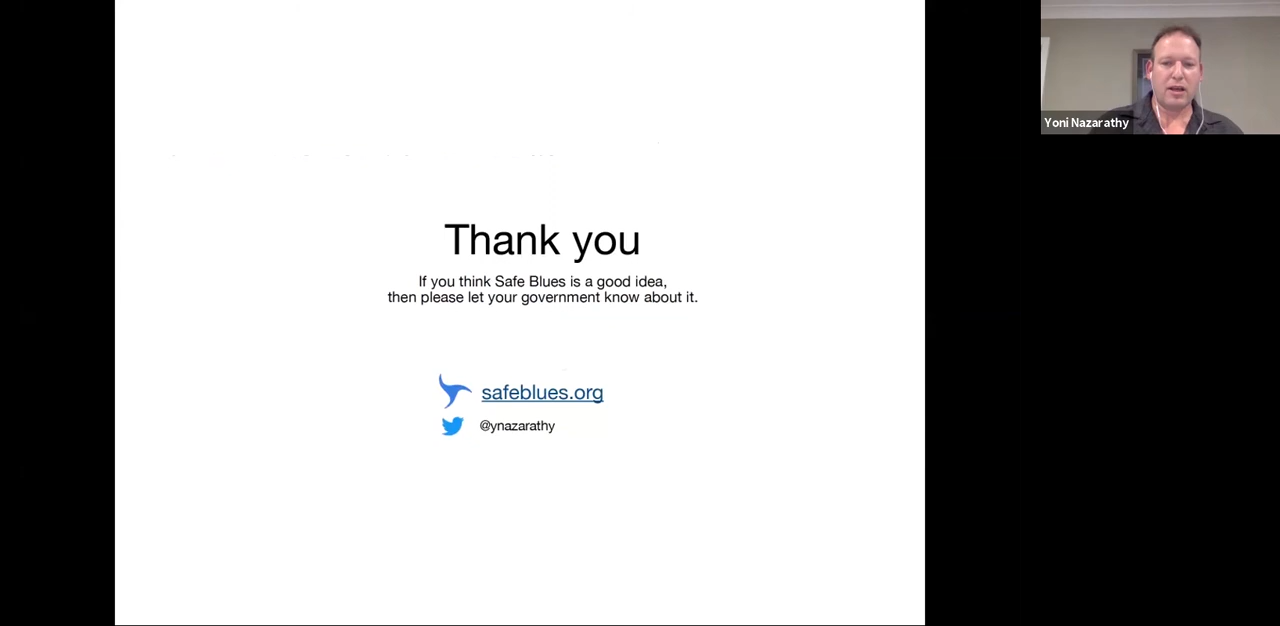 Thank you
If you think Safe Blues is a good idea,
then please let your government know about it.
safeblues.org
@ynazarathy
Yoni Nazarathy